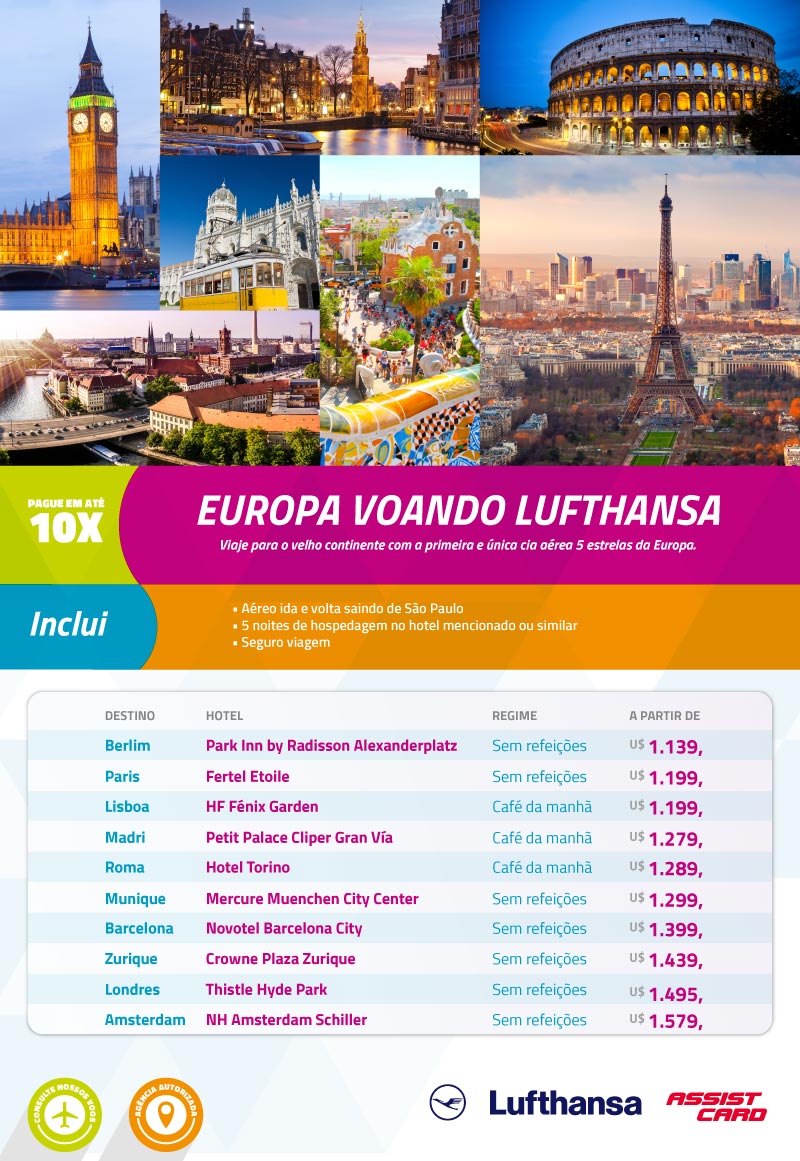 PAGUE EM ATÉ
10X
EUROPA VOANDO LUFTHANSA
Viaje para o velho continente com a primeira e única cia aérea 5 estrelas da Europa.
Inclui
• Aéreo ida e volta saindo de São Paulo
• 5 noites de hospedagem no hotel mencionado ou similar
• Seguro viagem
DESTINO HOTEL REGIME A PARTIR DE
Berlim Park Inn by Radisson Alexanderplatz Sem refeições U$ 1.139,
Paris Fertel Etoile Sem refeições U$ 1.199,
Lisboa HF Fénix Garden Café da manhã U$ 1.199,
Madri Petit Palace Cliper Gran Vía Café da manhã U$ 1.279,
Roma Hotel Torino Café da manhã U$ 1.289,
Munique Mercure Muenchen City Center Sem refeições U$ 1.299,
Barcelona Novotel Barcelona City Sem refeições U$ 1.399,
Zurique Crowne Plaza Zurique Sem refeições U$ 1.439,
Londres Thistle Hyde Park Sem refeições U$ 1.495,
Amsterdam NH Amsterdam Schiller Sem refeições U$ 1.579,
CONSULTE NOSSOS VOOS
AGÊNCIA AUTORIZADA
Lufthansa
ASSIST
CARD